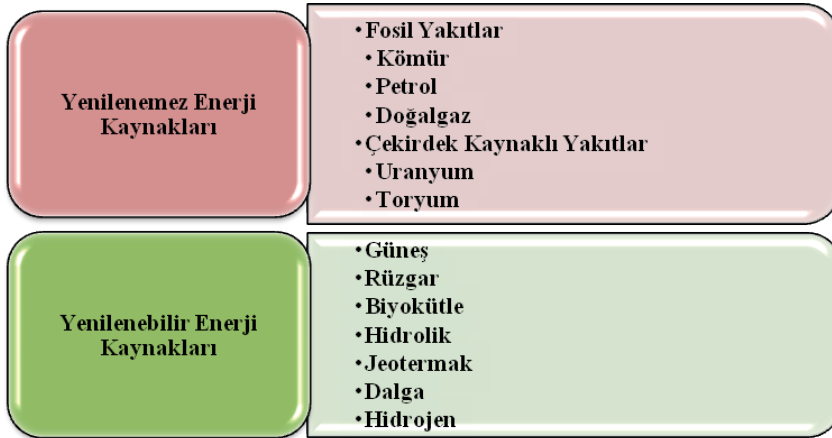 Yenilenemez Enerji
Kaynakları
• Fosil Yakıtlar
• Kömür
• Petrol
• Doğalgaz
• Çekirdek Kaynaklı Yakıtlar
• Uranyum
• Toryum
Yenilenebilir Enerji
Kaynakları
• Güneş
• Rüzgar
• Biyokütle
• Hidrolik
• Jeotermak
• Dalga
• Hidrojen